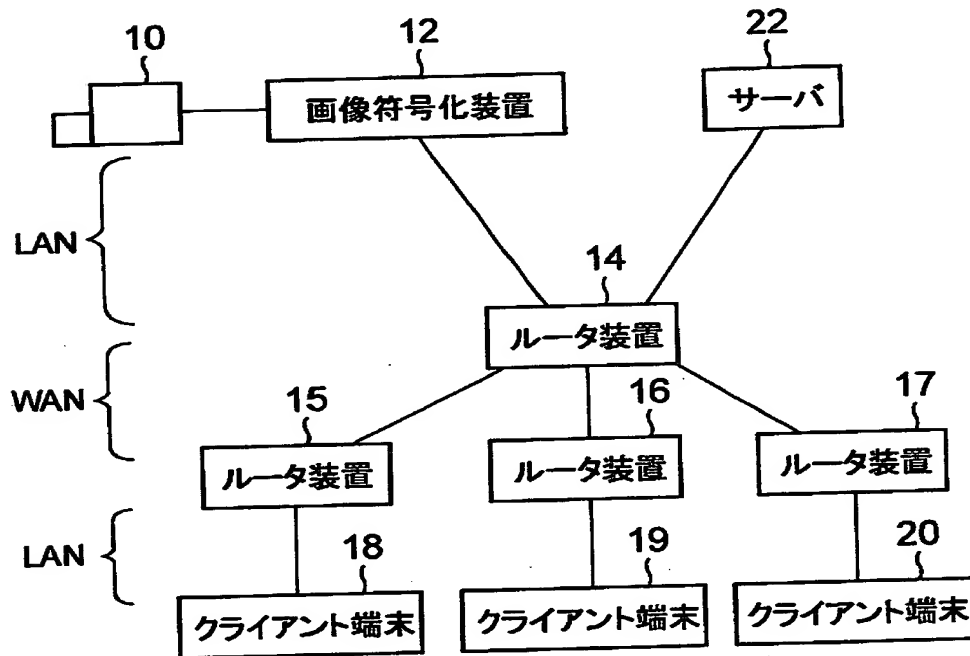 10
12
22
画像符号化装置
サーバ
LAN
14
ルータ装置
WAN
15
16
17
ルータ装置
ルータ装置
ルータ装置
LAN
18
19
20
クライアント端末
クライアント端末
クライアント端末